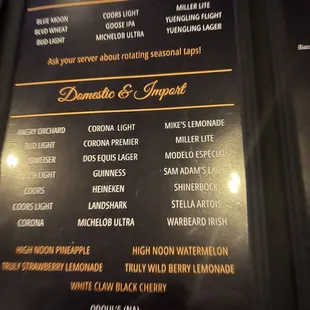 BLUE MOON COORS LIGHT MILLER LITE
BLVD WHEAT GOOSE IPA YUENGLING FLIGHT
BUD LIGHT MICHELOB ULTRA YUENGLING LAGER
Ask your server about rotating seasonal taps!
Domestic & Import
ANGRY ORCHARD CORONA LIGHT MIKE'S LEMONADE
BUD LIGHT CORONA PREMIER MILLER LITE
DOS EQUIS LAGER MODELO ESPECIAL
LIGHT GUINNESS SAM ADAM'S
COORS HEINEKEN SHINERBOCK
COORS LIGHT LANDSHARK STELLA ARTOIS
CORONA MICHELOB ULTRA WARBEARD IRISH
HIGH NOON PINEAPPLE HIGH NOON WATERMELON
TRULY STRAWBERRY LEMONADE TRULY WILD BERRY LEMONADE
WHITE CLAW BLACK CHERRY
ODOUL'S (NA)